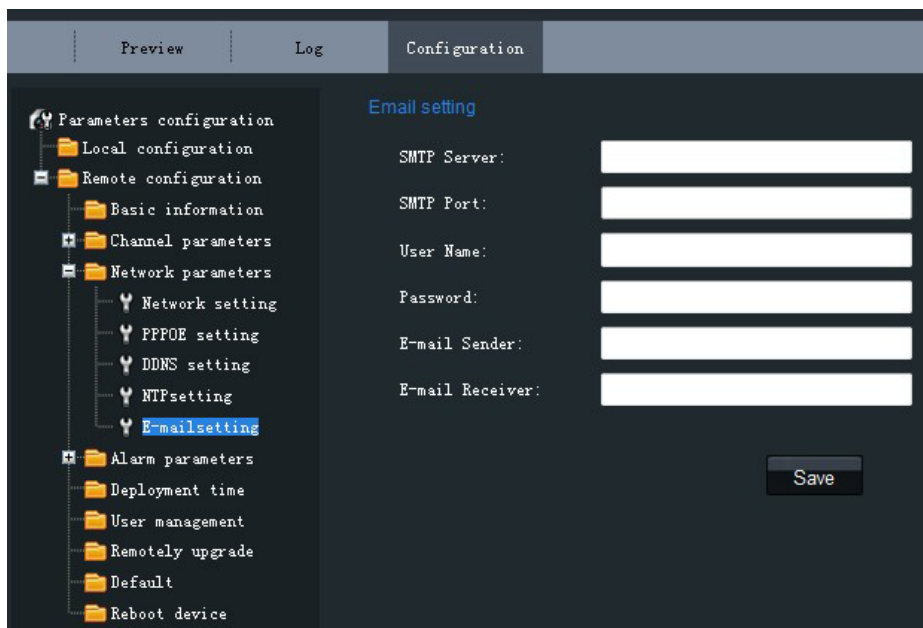 Preview Log Configuration
Parameters configuration
Local configuration
Remote configuration
Basic information
Channel parameters
Network parameters
Network setting
PPPOE setting
DDNS setting
NTPsetting
E-mailsetting
Alarm parameters
Deployment time
User management
Remotely upgrade
Default
Reboot device
Email setting
SMTP Server:
SMTP Port:
User Name:
Password:
E-mail Sender:
E-mail Receiver:
Save